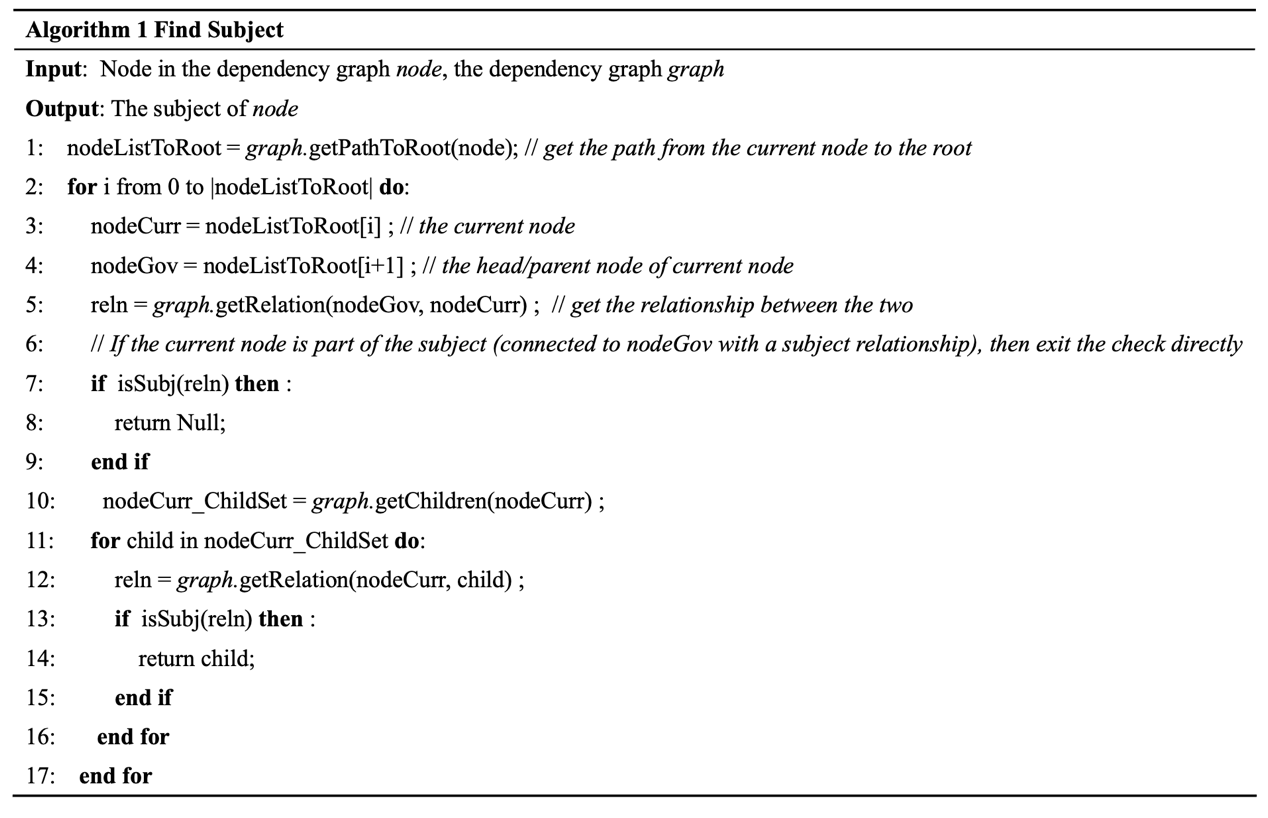 Algorithm 1 Find Subject
Input:  Node in the dependency graph node, the dependency graph graph
Output: The subject of node
1: nodeListToRoot = graph.getPathToRoot(node); // get the path from the current node to the root
2: for i from 0 to |nodeListToRoot| do:
3: nodeCurr = nodeListToRoot[i] ; // the current node
4: nodeGov = nodeListToRoot[i+1] ; // the head/parent node of current node
5: reln = graph.getRelation(nodeGov, nodeCurr) ;  // get the relationship between the two
6: // If the current node is part of the subject (connected to nodeGov with a subject relationship), then exit the check directly
7: if  isSubj(reln) then :
8: return Null;
9: end if
10: nodeCurr_ChildSet = graph.getChildren(nodeCurr) ;
11: for child in nodeCurr_ChildSet do:
12: reln = graph.getRelation(nodeCurr, child) ;
13: if  isSubj(reln) then :
14: return child;
15: end if
16: end for
17: end for